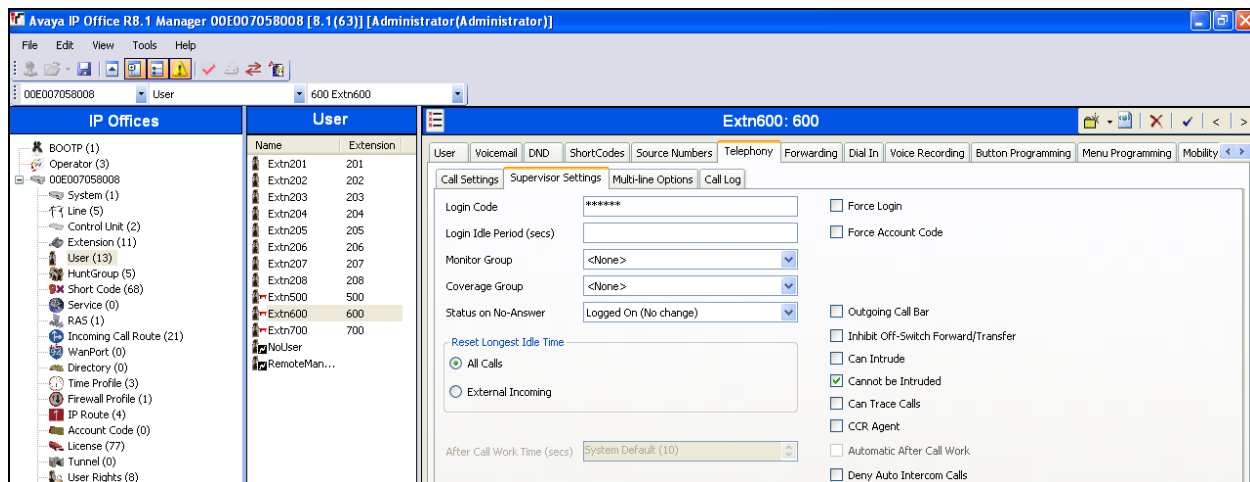 Avaya IP Office R8.1 Manager 00E007058008 [8.1(63)] [Administrator(Administrator)]
File Edit View Tools Help
00E007058008 User 600 Extn600
IP Offices
BOOTP (1)
Operator (3)
00E007058008
System (1)
Line (5)
Control Unit (2)
Extension (11)
User (13)
HuntGroup (5)
Short Code (68)
Service (0)
RAS (1)
Incoming Call Route (21)
WanPort (0)
Directory (0)
Time Profile (3)
Firewall Profile (1)
IP Route (4)
Account Code (0)
License (77)
Tunnel (0)
User Rights (8)
User
Name Extension
Extn201 201
Extn202 202
Extn203 203
Extn204 204
Extn205 205
Extn206 206
Extn207 207
Extn208 208
Extn500 500
Extn600 600
Extn700 700
NoUser
RemoteMan...
Extn600: 600
User Voicemail DND ShortCodes Source Numbers Telephony Forwarding Dial In Voice Recording Button Programming Menu Programming Mobility
Call Settings Supervisor Settings Multi-line Options Call Log
Login Code ****** Force Login
Login Idle Period (secs) Force Account Code
Monitor Group <None>
Coverage Group <None>
Status on No-Answer Logged On (No change) Outgoing Call Bar
Inhibit Off-Switch Forward/Transfer
Reset Longest Idle Time
All Calls
External Incoming
Can Intrude
Cannot be Intruded
Can Trace Calls
CCR Agent
After Call Work Time (secs) System Default (10) Automatic After Call Work
Deny Auto Intercom Calls